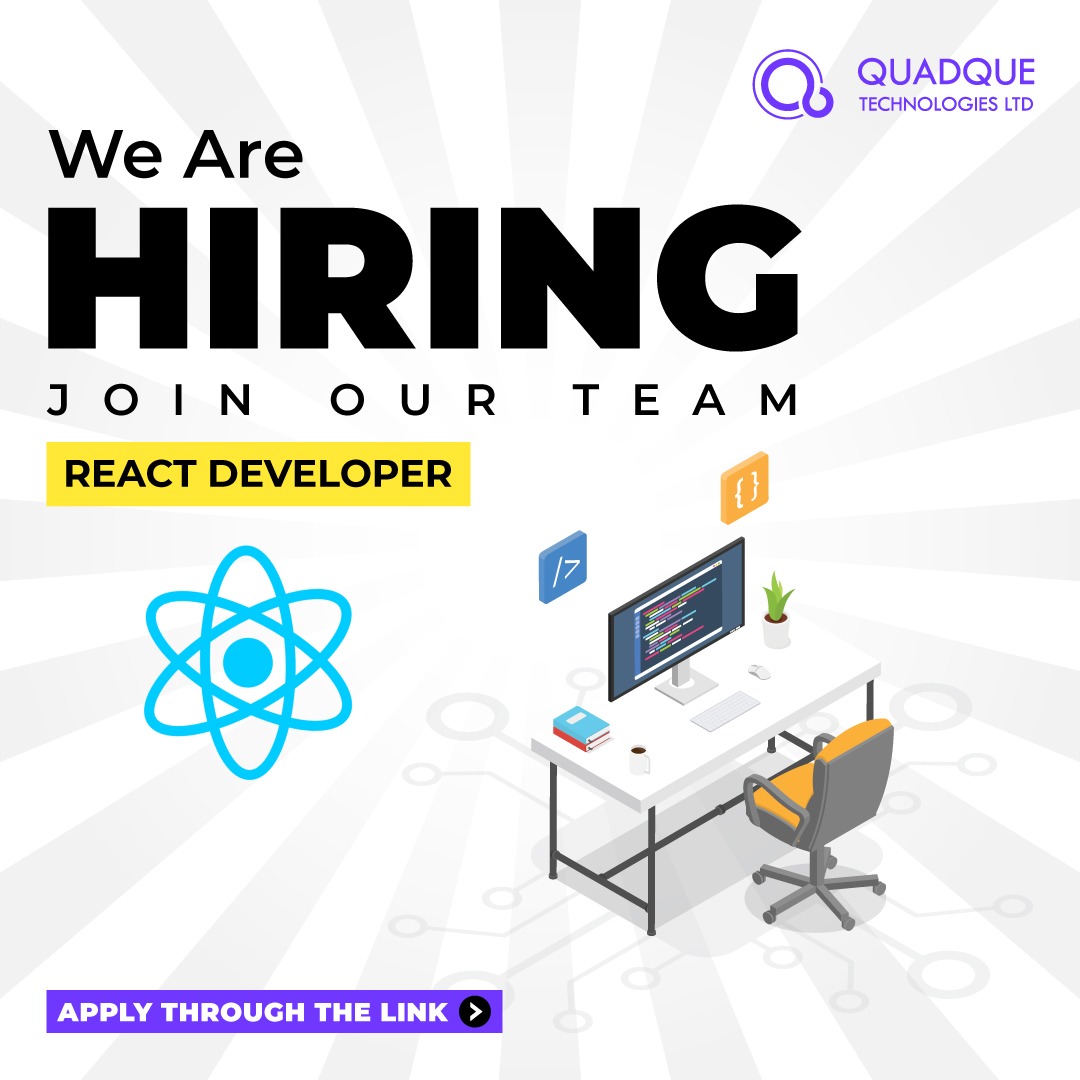 QUADQUE
TECHNOLOGIES LTD
We Are
HIRING
JOIN OUR TEAM
REACT DEVELOPER
{}
/>
APPLY THROUGH THE LINK